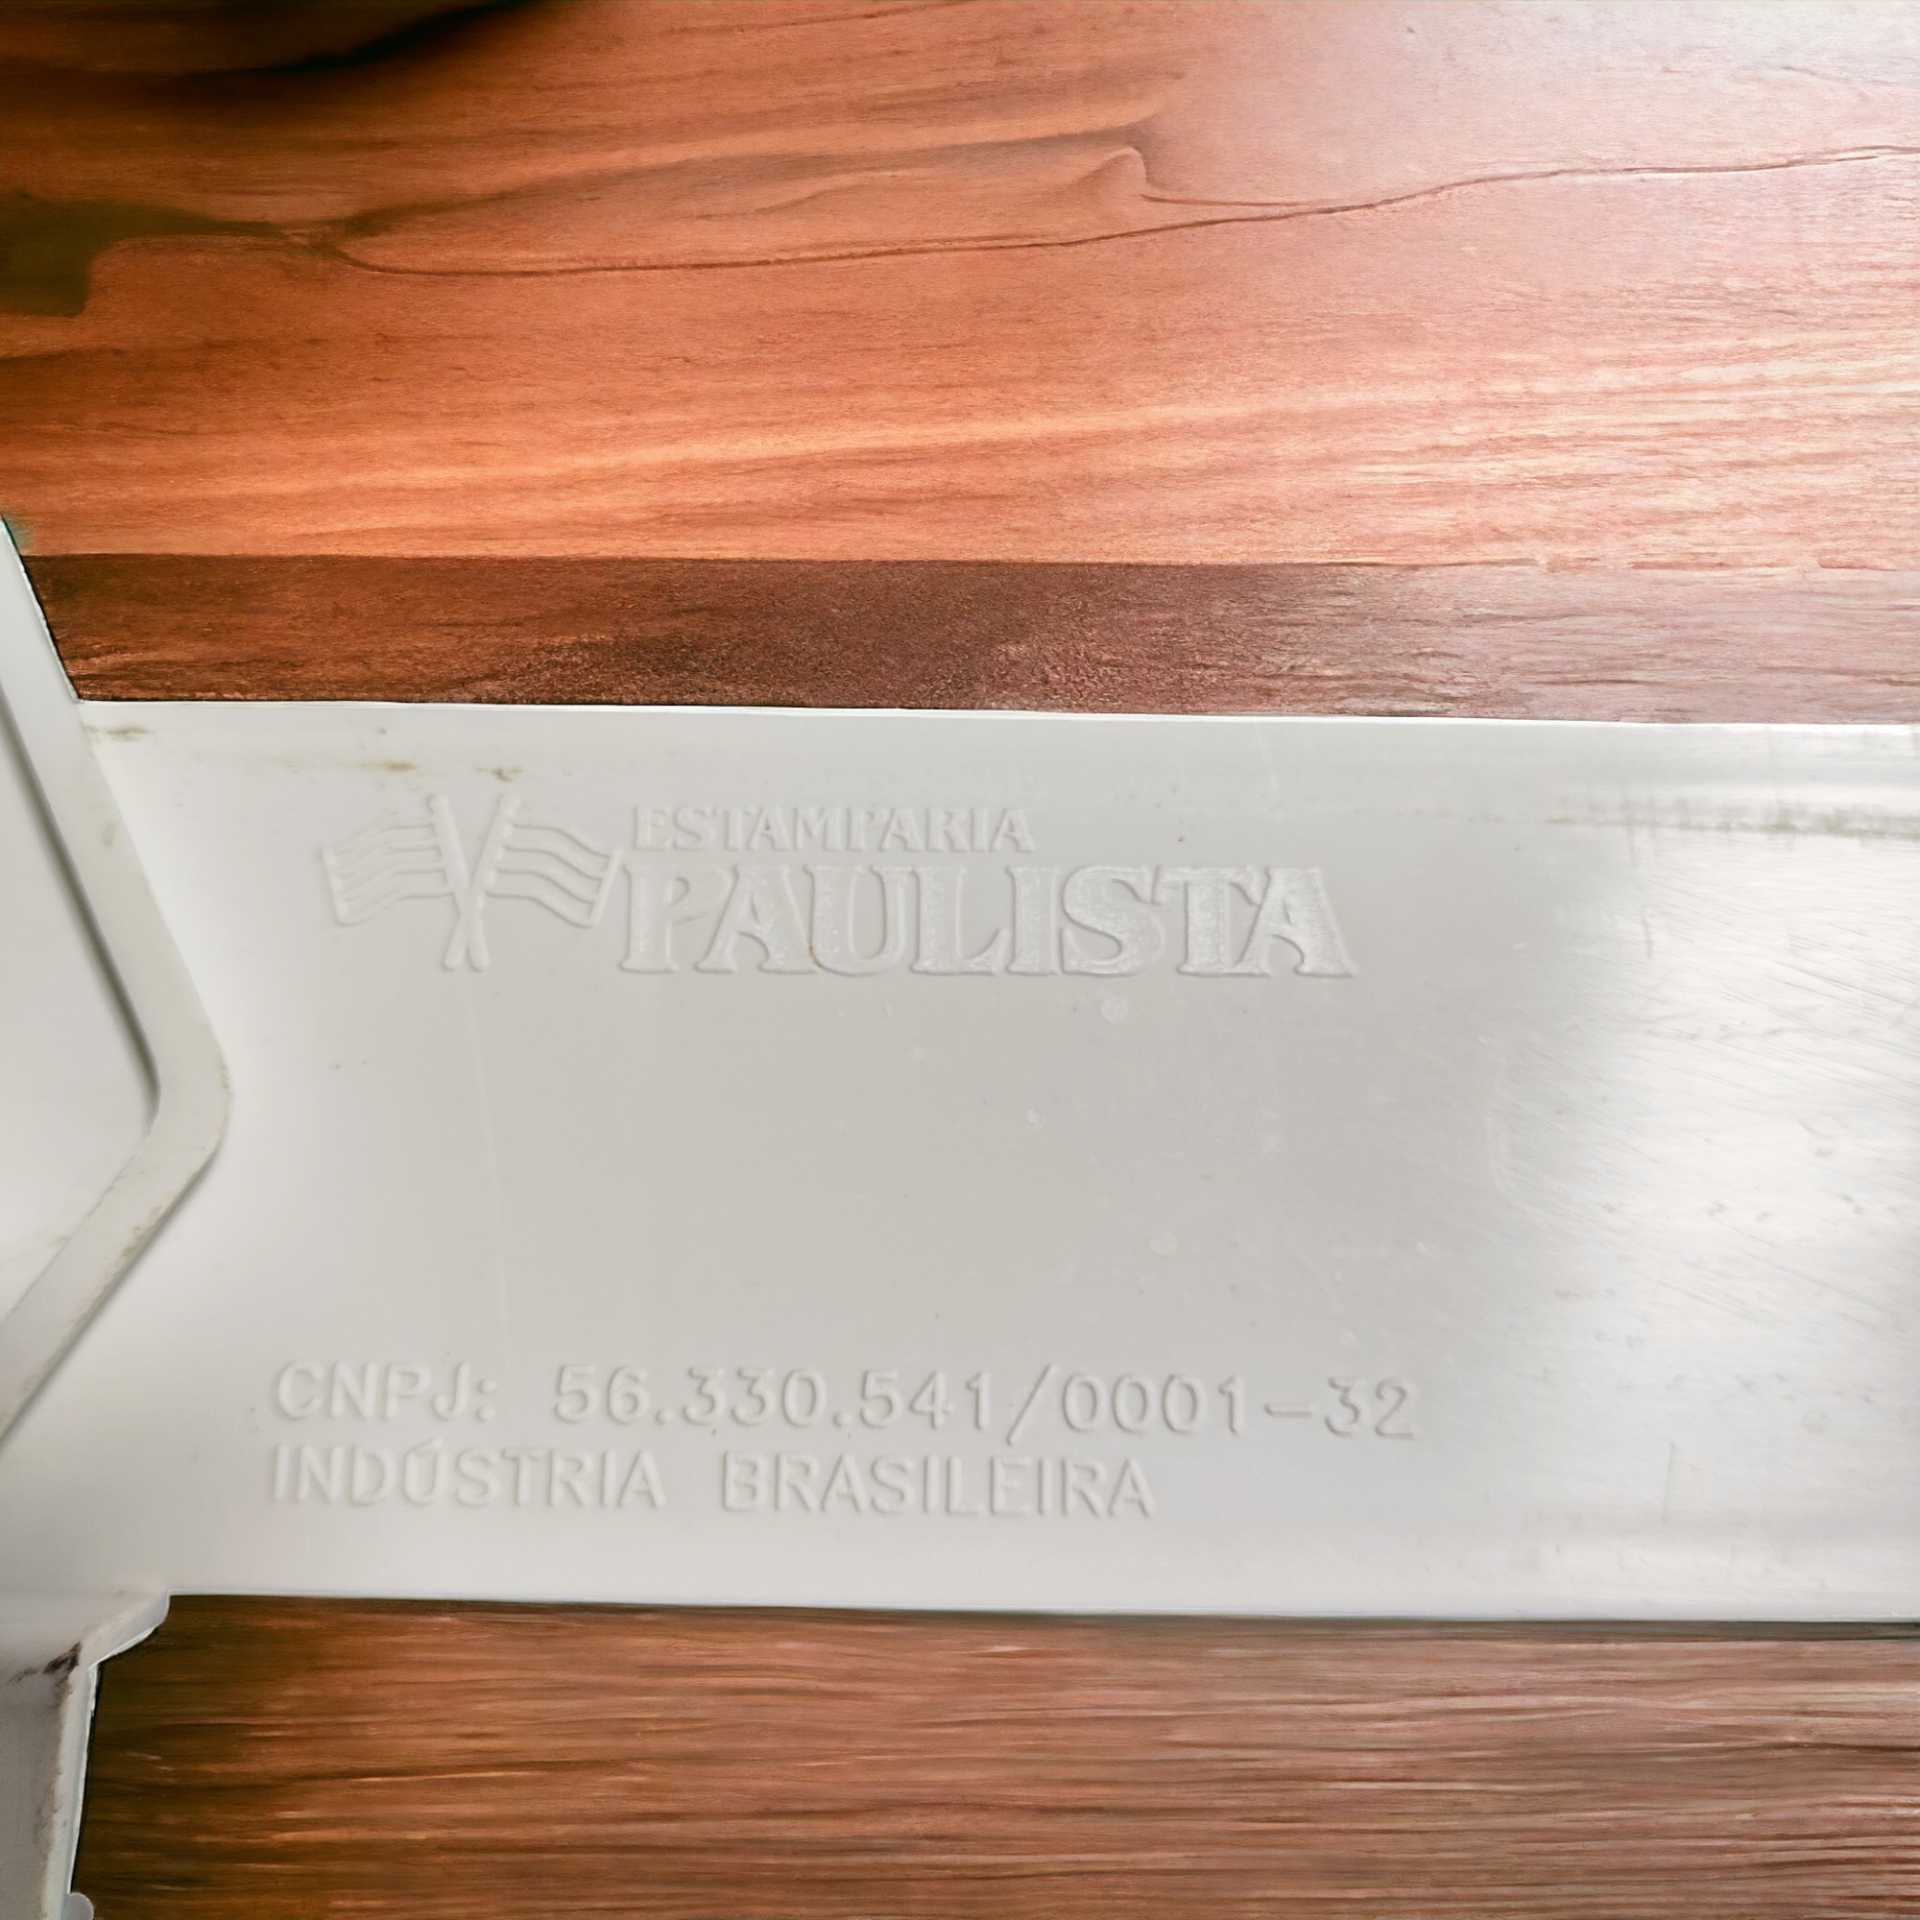 ESTAMPARIA
PAULISTA
CNPJ: 56.330.541/0001-32
INDÚSTRIA BRASILEIRA